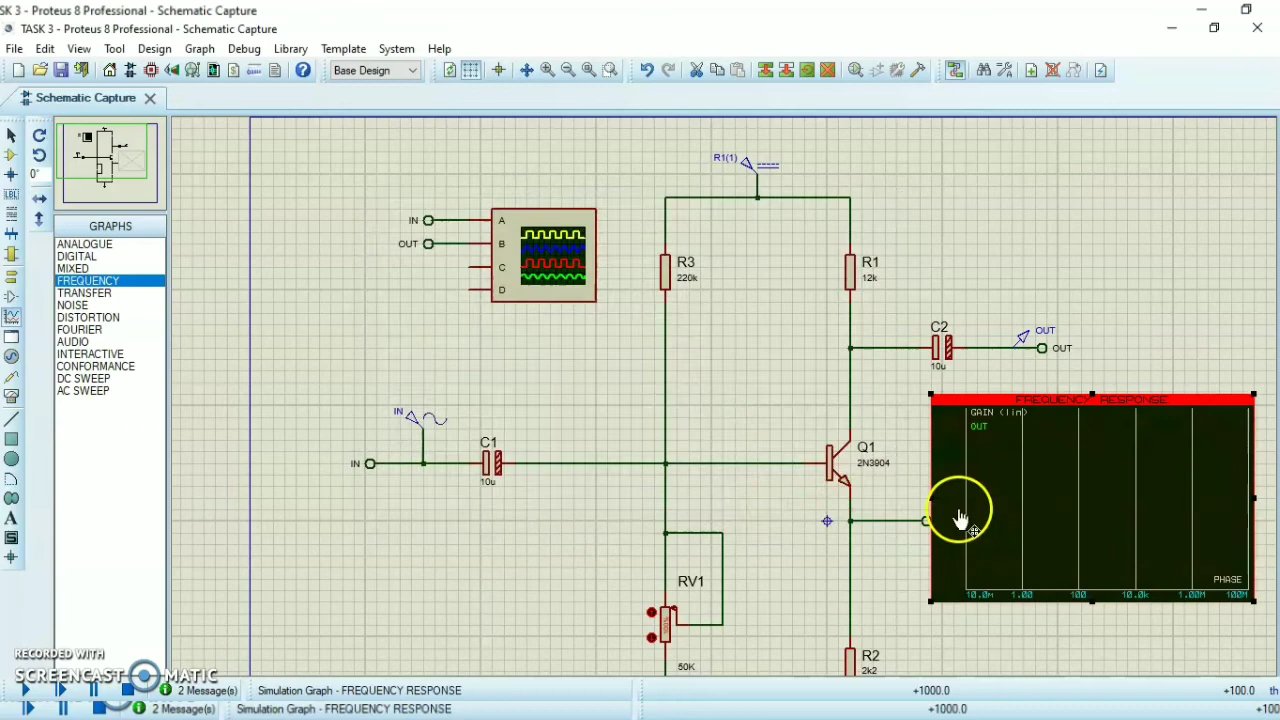 SK 3 - Proteus 8 Professional - Schematic Capture
TASK 3 - Proteus 8 Professional - Schematic Capture
File Edit View Tool Design Graph Debug Library Template System Help
Base Design
Schematic Capture
0°
GRAPHS
ANALOGUE
DIGITAL
MIXED
FREQUENCY
TRANSFER
NOISE
DISTORTION
FOURIER
AUDIO
INTERACTIVE
CONFORMANCE
DC SWEEP
AC SWEEP
LBL
R1(1)
IN
OUT
A
B
C
D
R3
220k
R1
12k
C2
10u
OUT
OUT
IN
IN
C1
10u
Q1
2N3904
FREQUENCY RESPONSE
GAIN (lin)
OUT
PHASE
10.0m 1.00 100 10.0k 1.00M 100M
RV1
50K
R2
2k2
RECORDED WITH
SCREENCAST MATIC
2 Message(s) Simulation Graph - FREQUENCY RESPONSE +1000.0 +100.0 th
2 Message(s) Simulation Graph - FREQUENCY RESPONSE +1000.0 +100